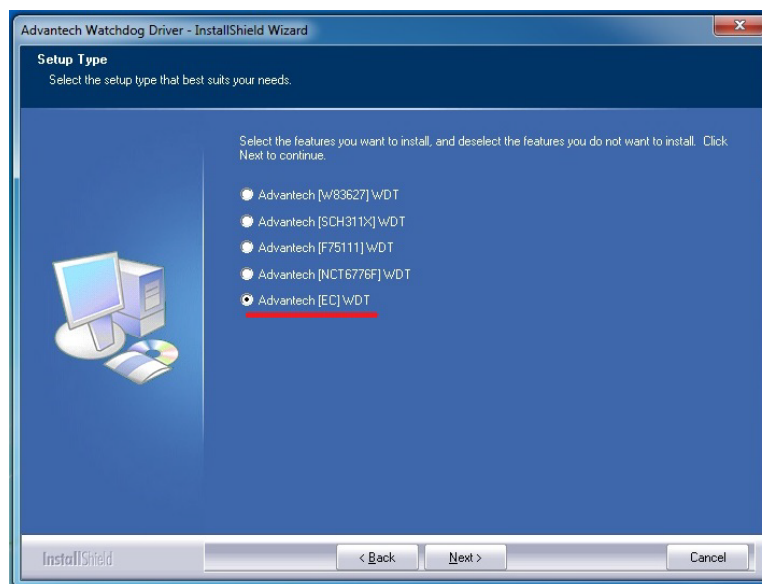 Advantech Watchdog Driver - InstallShield Wizard
Setup Type
Select the setup type that best suits your needs.
Select the features you want to install, and deselect the features you do not want to install. Click
Next to continue.
Advantech [W83627] WDT
Advantech [SCH311X] WDT
Advantech [F75111] WDT
Advantech [NCT6776F] WDT
Advantech [EC] WDT
InstallShield
< Back
Next >
Cancel